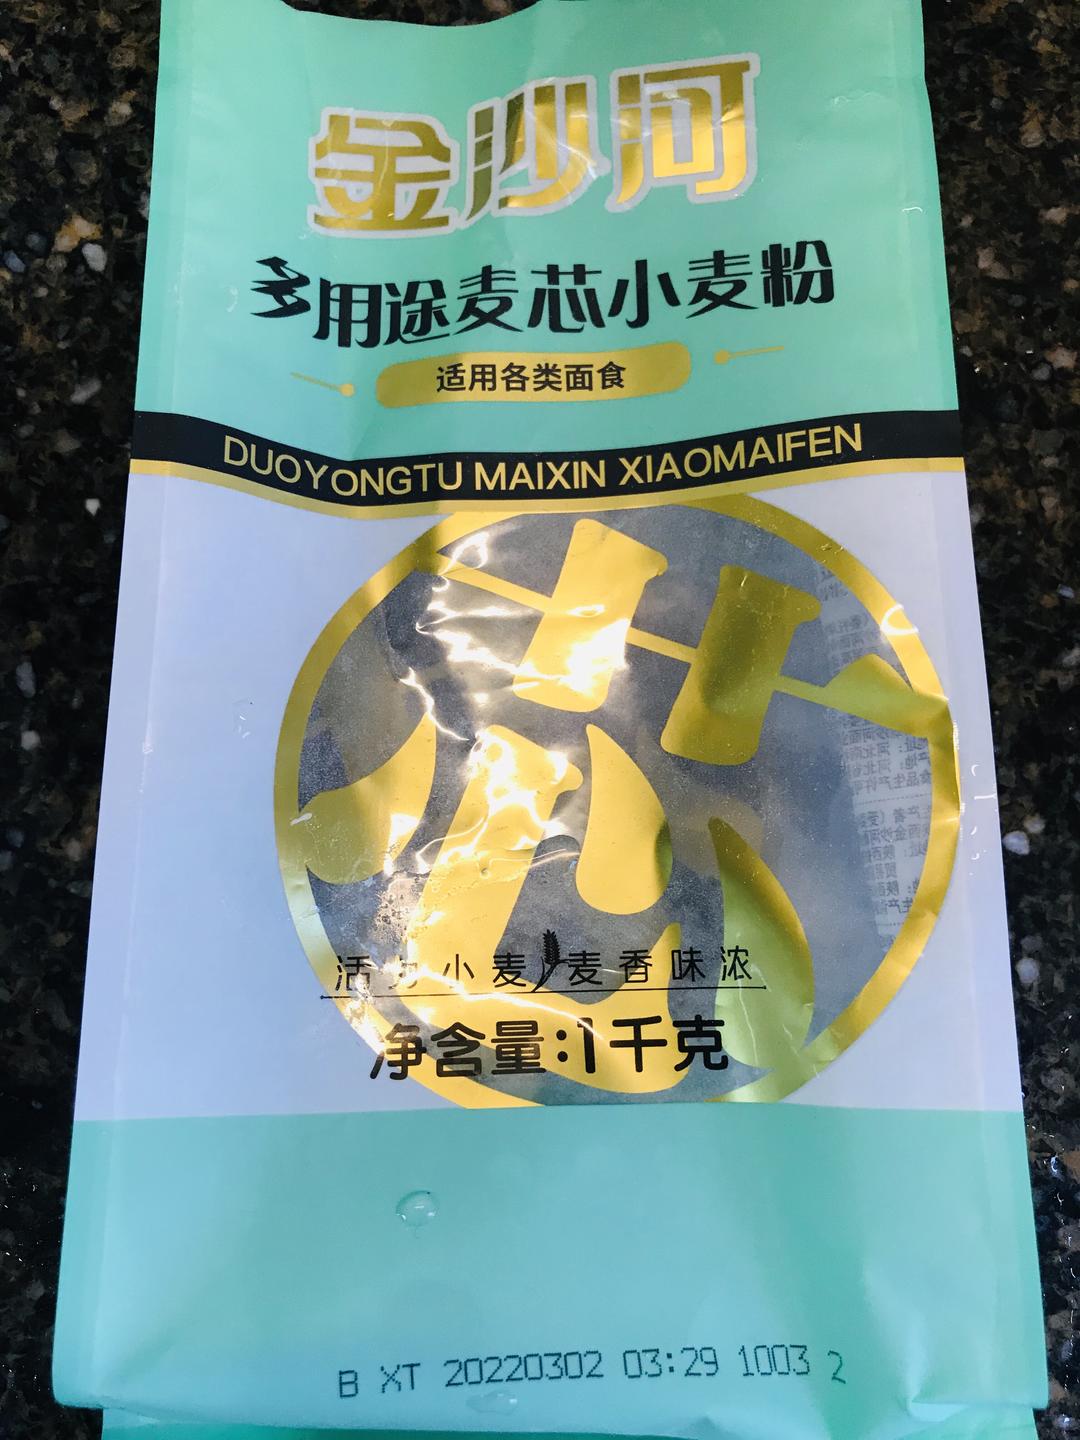 金沙河
多用途麦芯小麦粉
适用各类面食
DUOYONGTU MAIXIN XIAOMAIFEN
芯
活力小麦 麦香味浓
净含量:1千克
B XT 20220302 03:29 1003 2